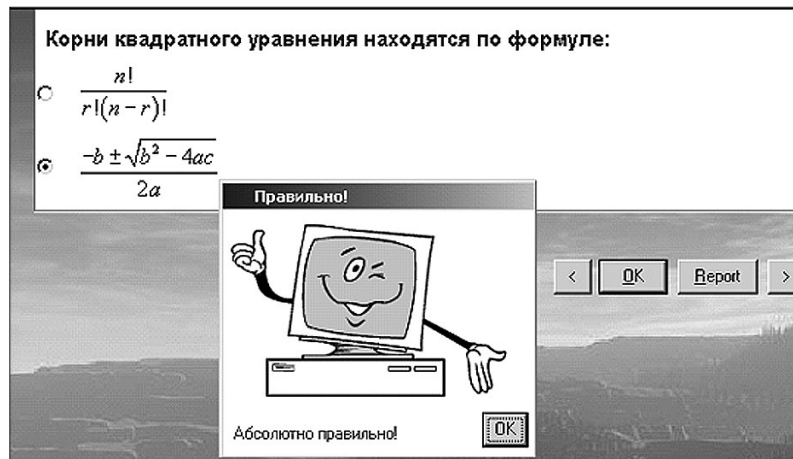 Корни квадратного уравнения находятся по формуле:
n!
r!(n − r)!
−b ± √b² − 4ac
2a
Правильно!
< OK Report >
Абсолютно правильно!
OK